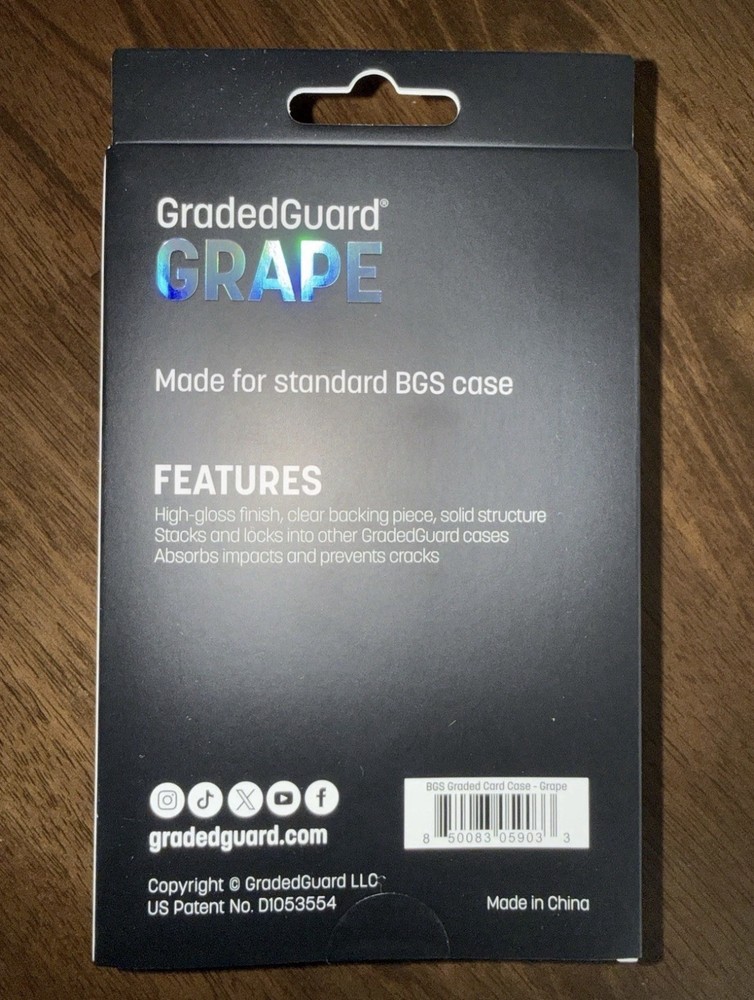 GradedGuard®
GRAPE
Made for standard BGS case
FEATURES
High-gloss finish, clear backing piece, solid structure
Stacks and locks into other GradedGuard cases
Absorbs impacts and prevents cracks
BGS Graded Card Case - Grape
8 50083 05903 3
gradedguard.com
Copyright © GradedGuard LLC
US Patent No. D1053554
Made in China